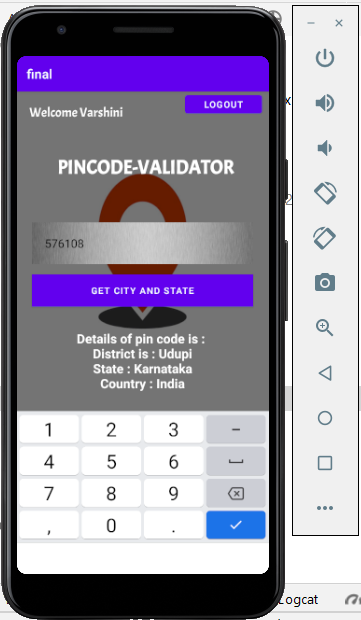 final
Welcome Varshini
LOGOUT
PINCODE-VALIDATOR
576108
GET CITY AND STATE
Details of pin code is :
District is : Udupi
State : Karnataka
Country : India
1 2 3 -
4 5 6
7 8 9
, 0 .
Logcat